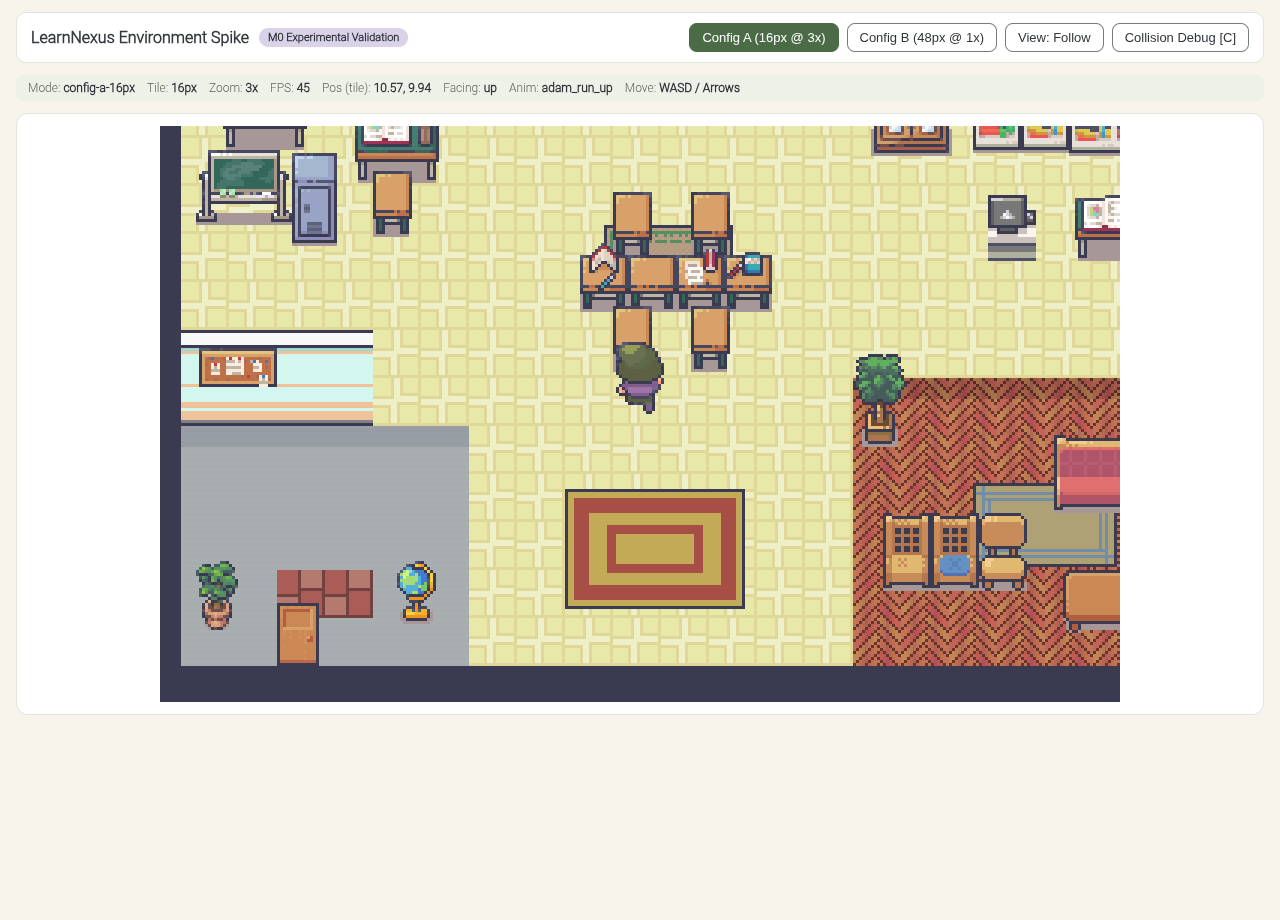 LearnNexus Environment Spike
M0 Experimental Validation
Config A (16px @ 3x)
Config B (48px @ 1x)
View: Follow
Collision Debug [C]
Mode: config-a-16px Tile: 16px Zoom: 3x FPS: 45 Pos (tile): 10.57, 9.94 Facing: up Anim: adam_run_up Move: WASD / Arrows